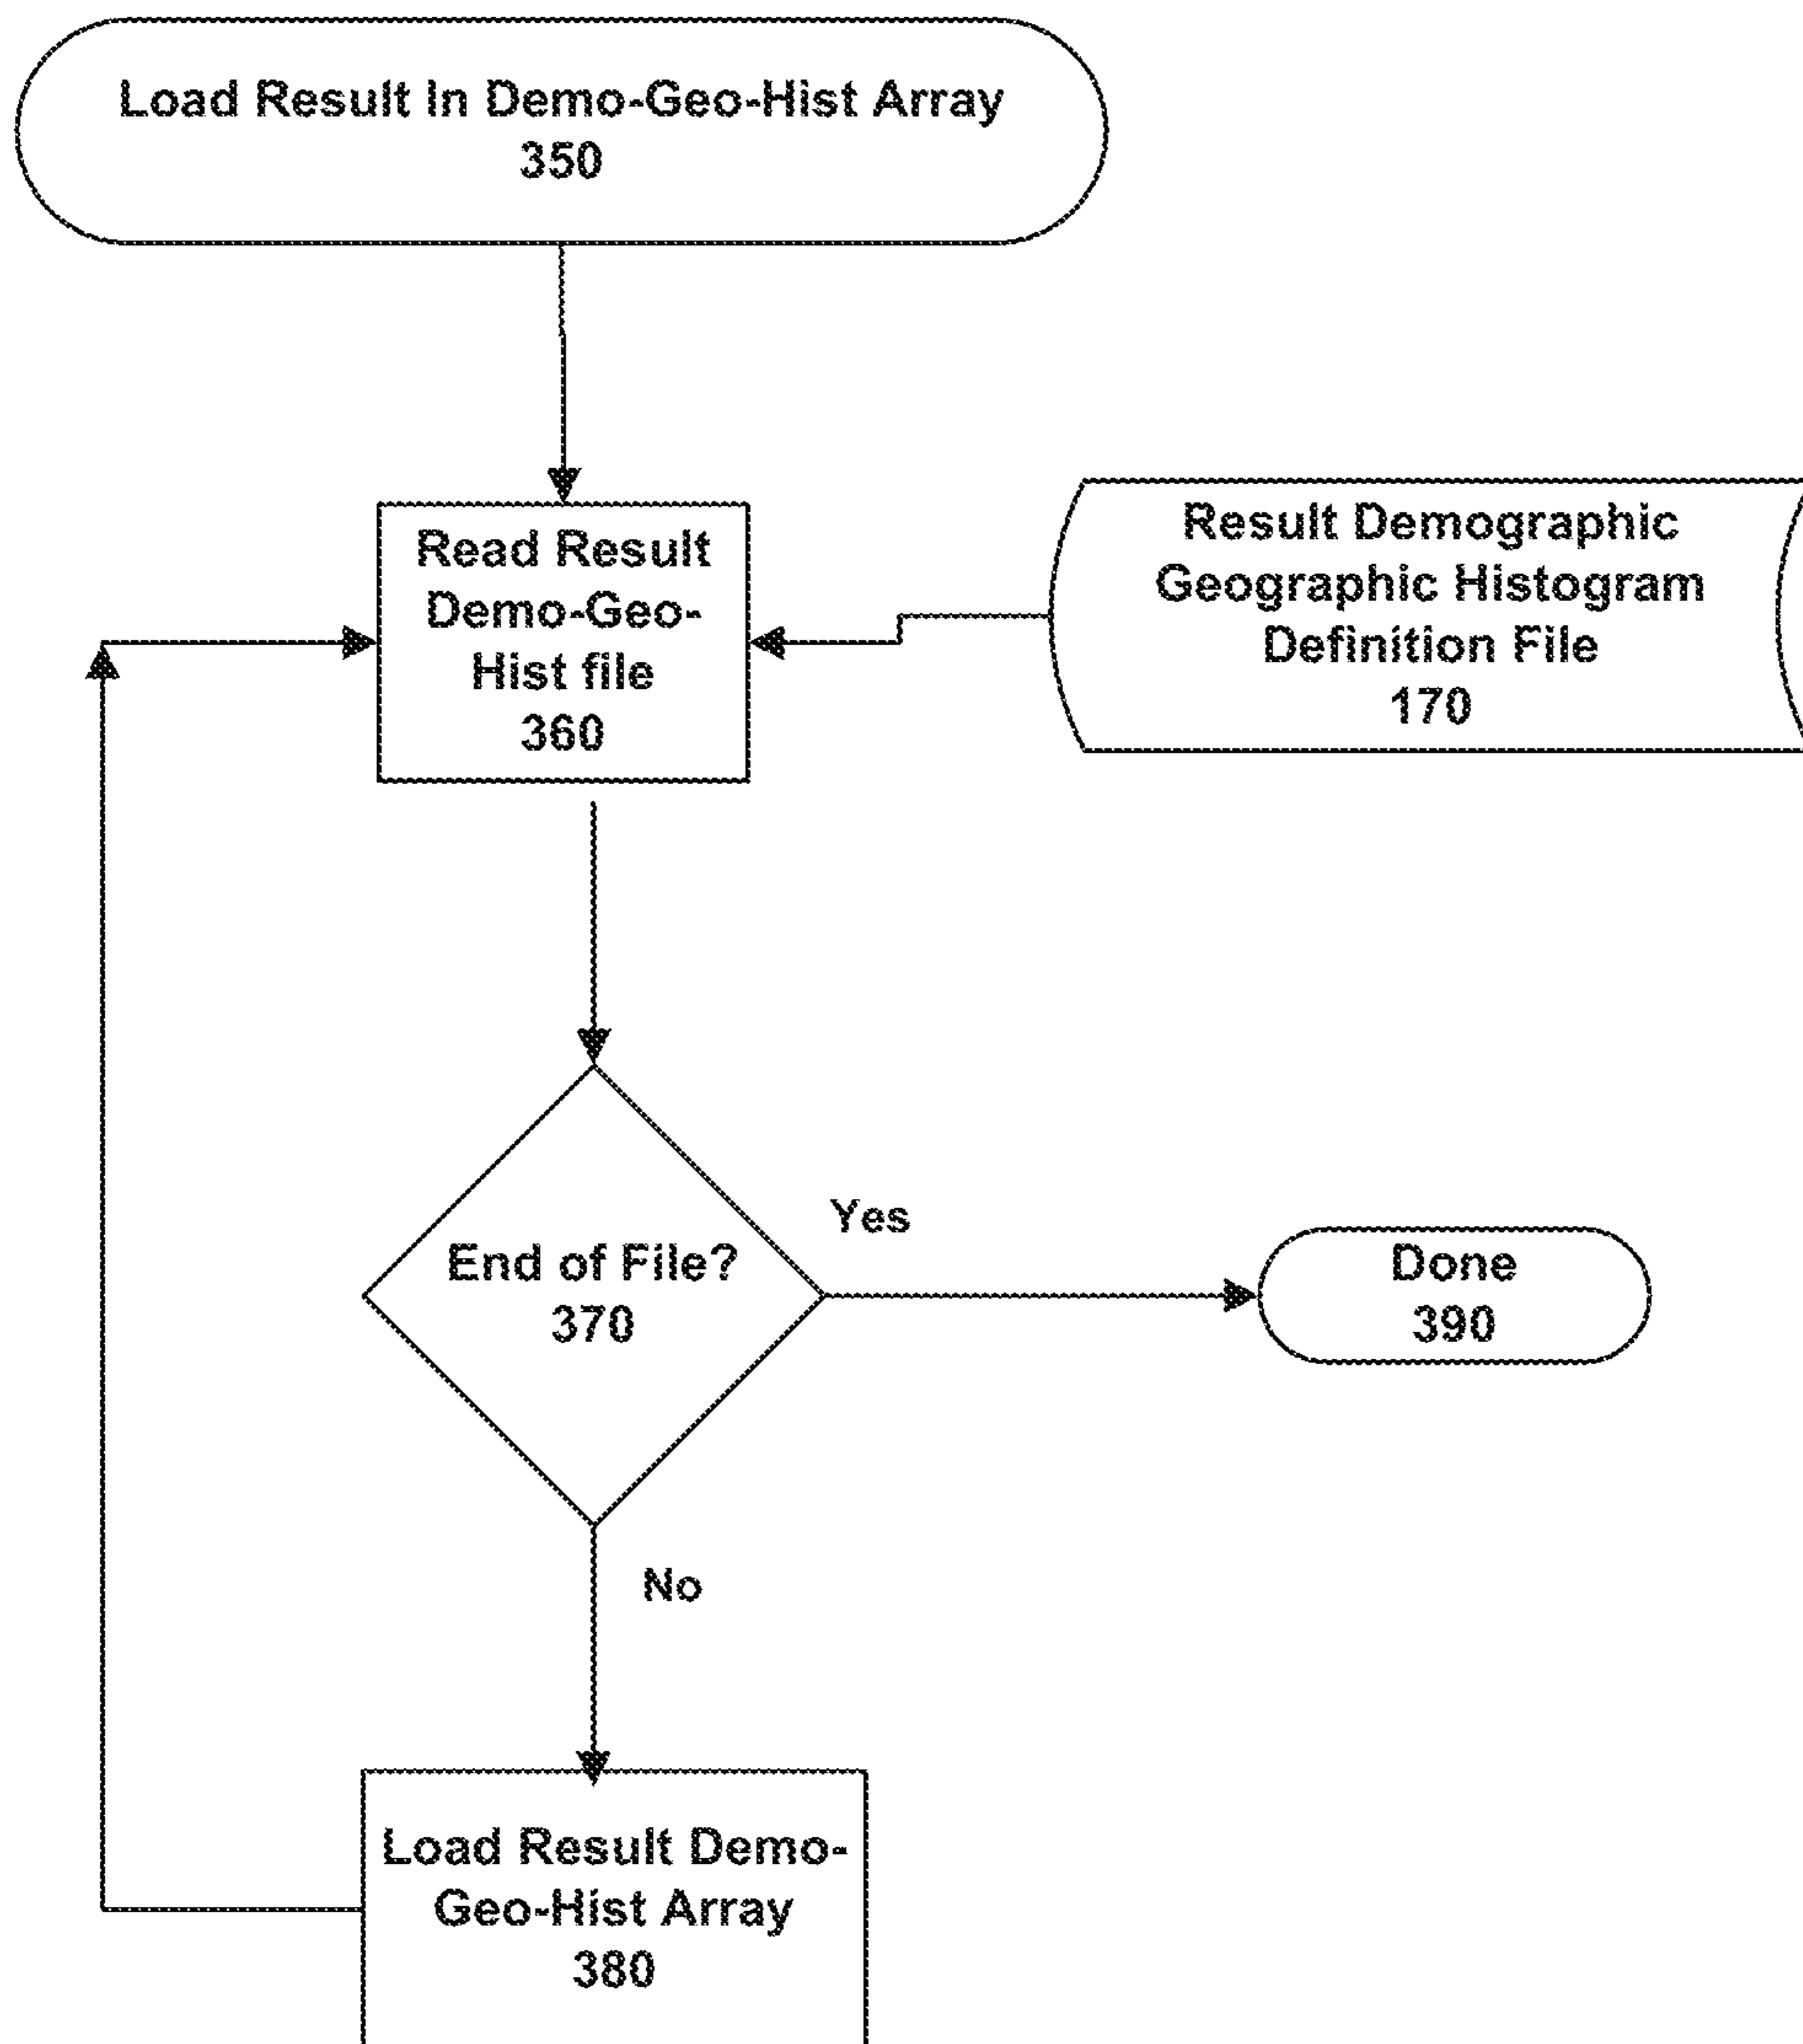 Load Result In Demo-Geo-Hist Array
350
Read Result
Demo-Geo-
Hist file
360
Result Demographic
Geographic Histogram
Definition File
170
End of File?
370
Yes
Done
390
No
Load Result Demo-
Geo-Hist Array
380